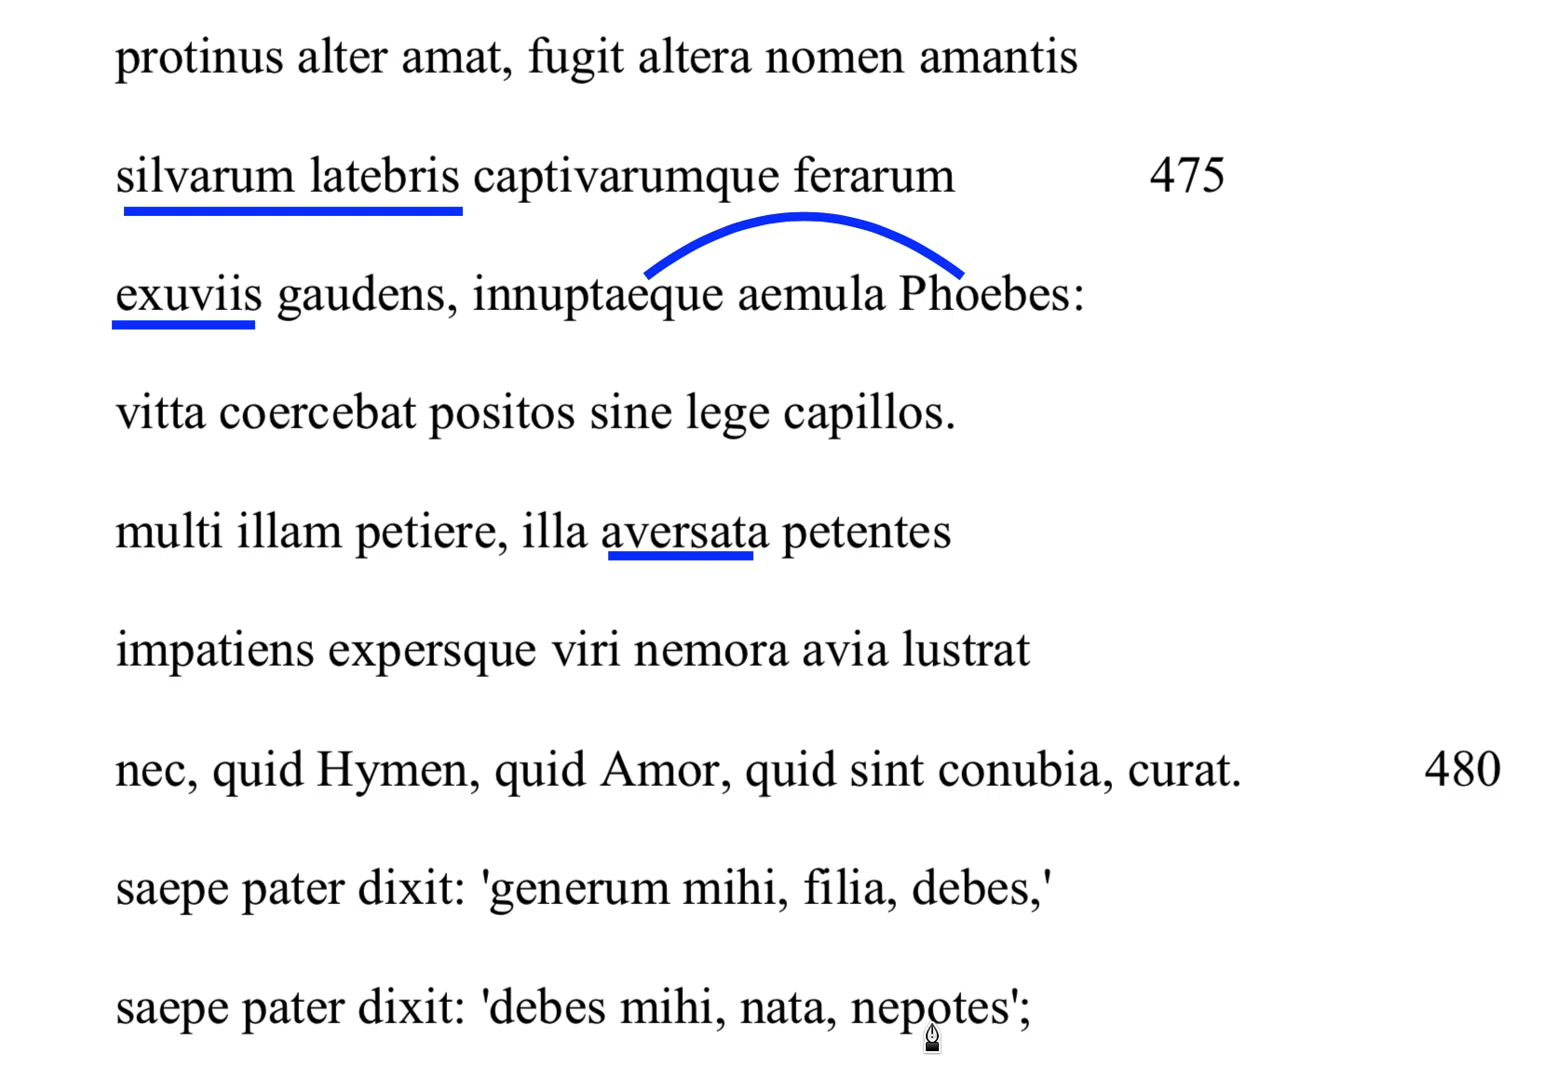 protinus alter amat, fugit altera nomen amantis
silvarum latebris captivarumque ferarum 475
exuviis gaudens, innuptaeque aemula Phoebes:
vitta coercebat positos sine lege capillos.
multi illam petiere, illa aversata petentes
impatiens expersque viri nemora avia lustrat
nec, quid Hymen, quid Amor, quid sint conubia, curat. 480
saepe pater dixit: 'generum mihi, filia, debes,'
saepe pater dixit: 'debes mihi, nata, nepotes';